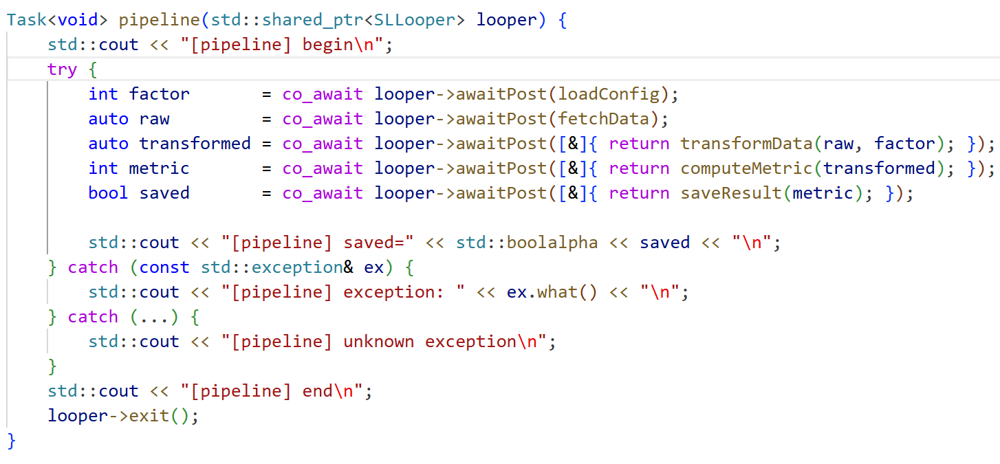 Task<void> pipeline(std::shared_ptr<SLLooper> looper) {
    std::cout << "[pipeline] begin\n";
    try {
        int factor       = co_await looper->awaitPost(loadConfig);
        auto raw         = co_await looper->awaitPost(fetchData);
        auto transformed = co_await looper->awaitPost([&]{ return transformData(raw, factor); });
        int metric       = co_await looper->awaitPost([&]{ return computeMetric(transformed); });
        bool saved       = co_await looper->awaitPost([&]{ return saveResult(metric); });

        std::cout << "[pipeline] saved=" << std::boolalpha << saved << "\n";
    } catch (const std::exception& ex) {
        std::cout << "[pipeline] exception: " << ex.what() << "\n";
    } catch (...) {
        std::cout << "[pipeline] unknown exception\n";
    }
    std::cout << "[pipeline] end\n";
    looper->exit();
}